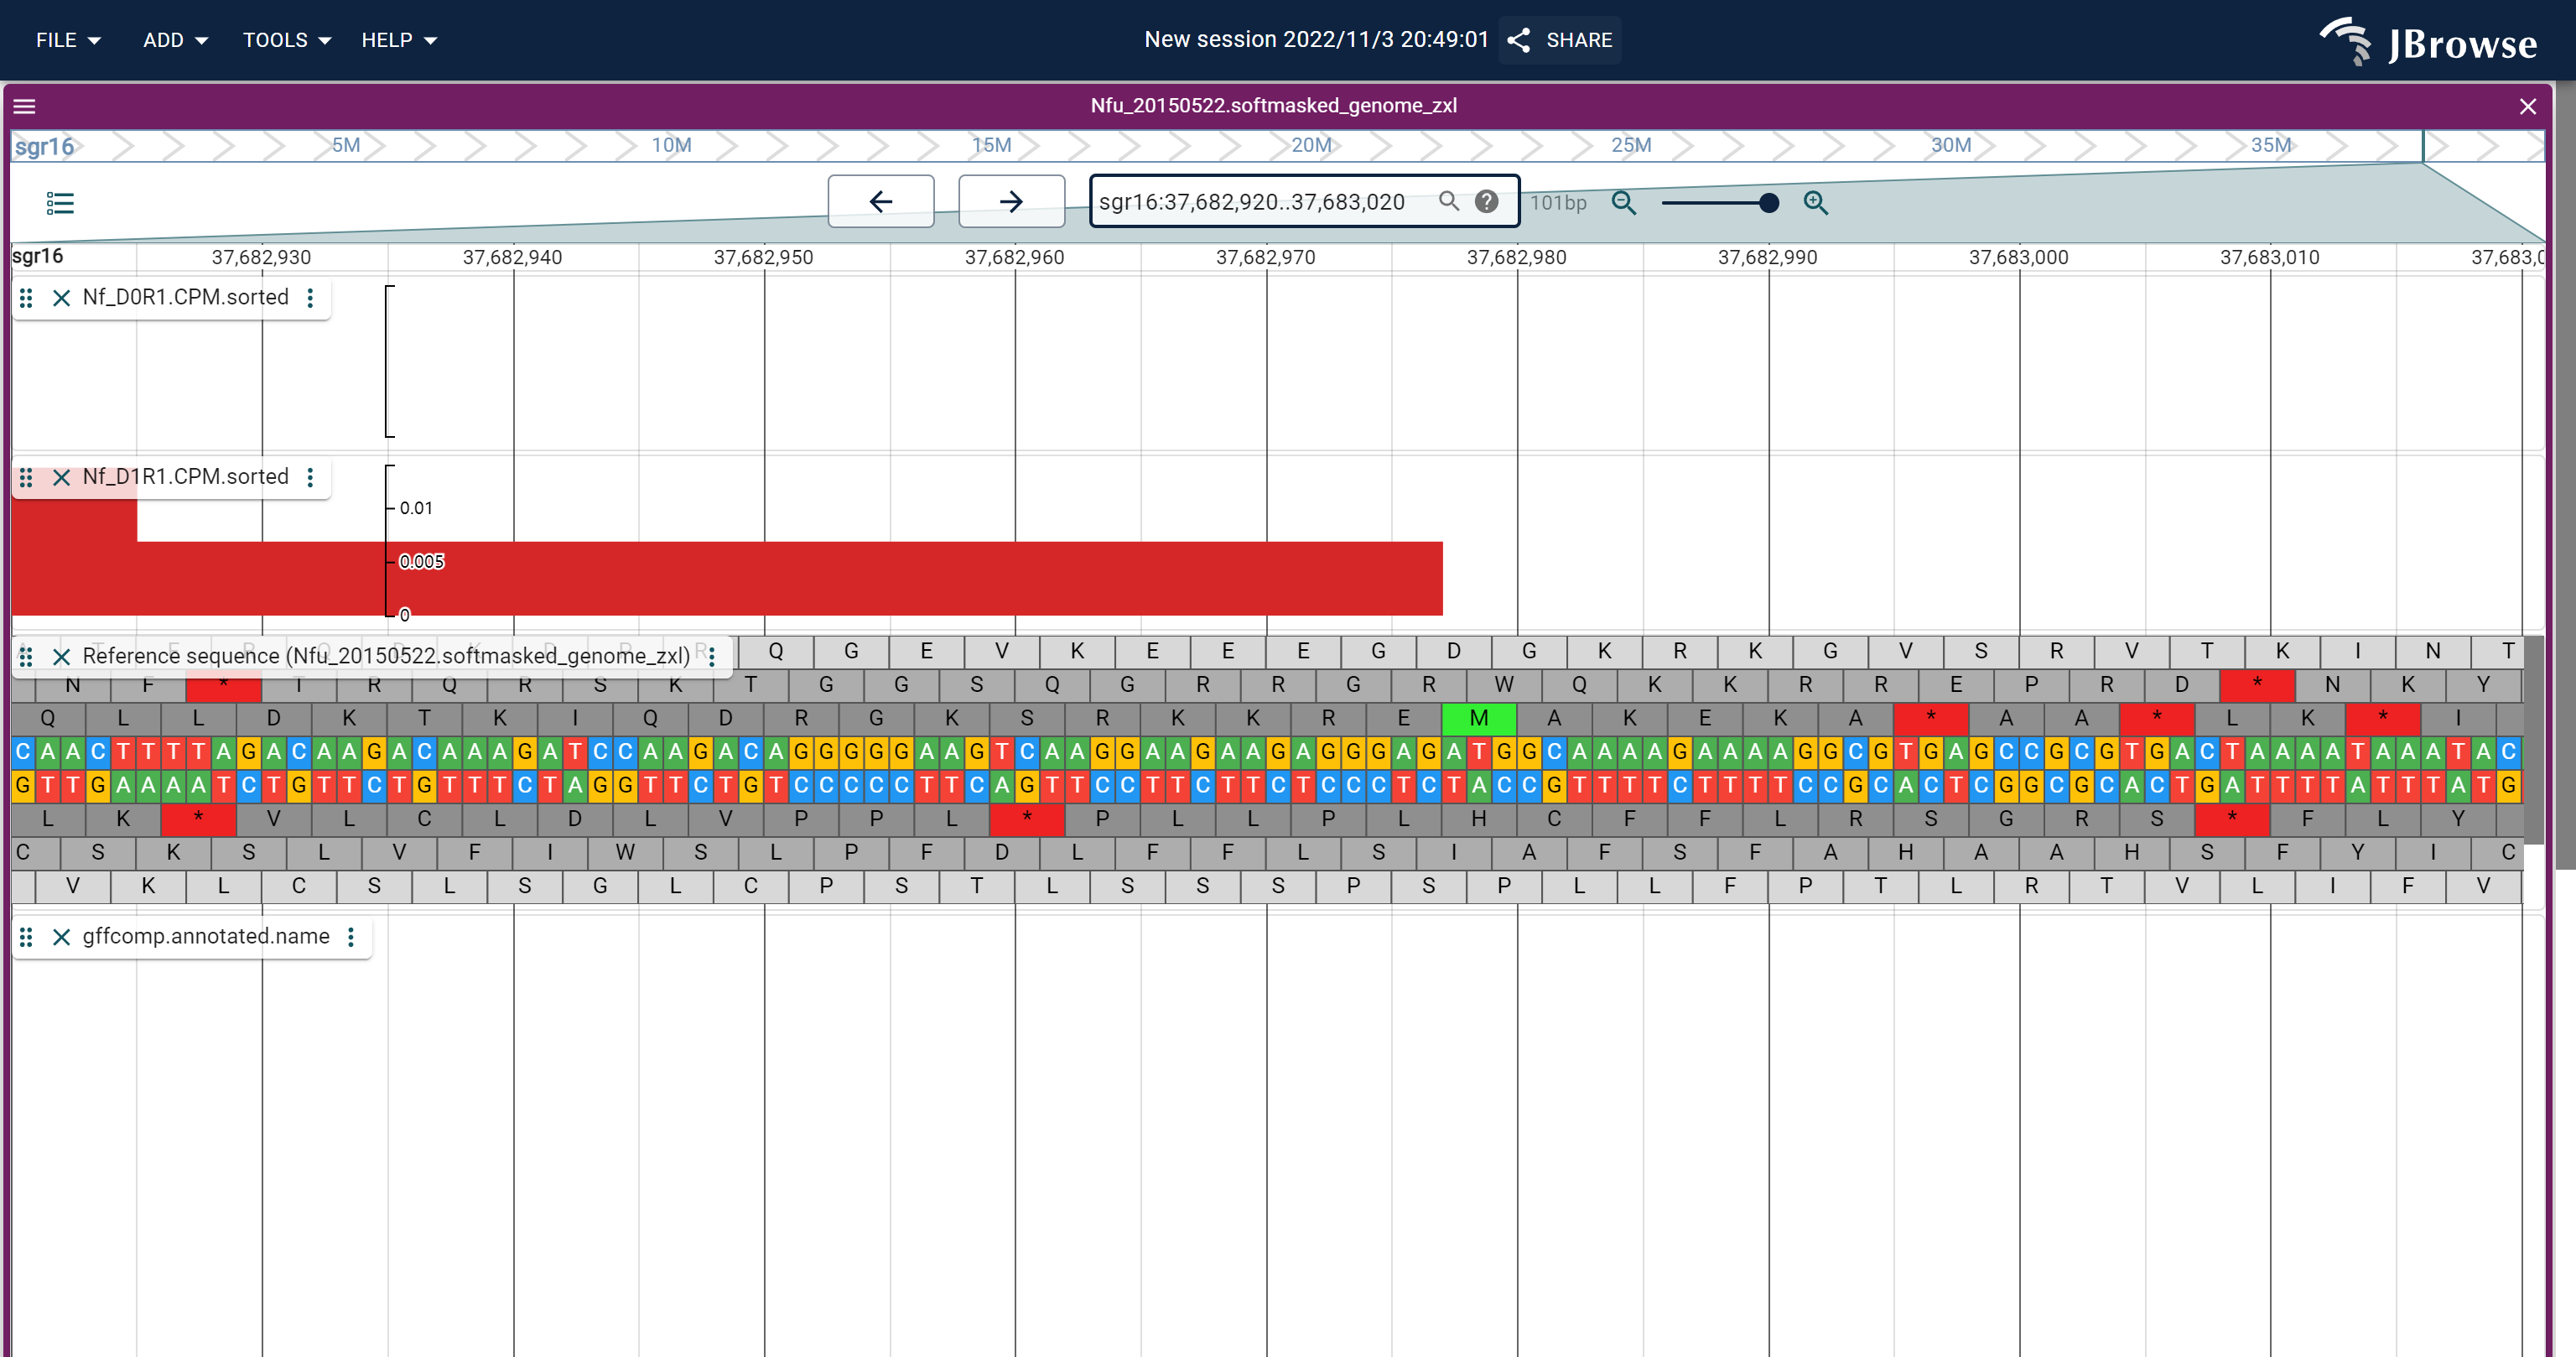 FILE ADD TOOLS HELP New session 2022/11/3 20:49:01 SHARE JBrowse
Nfu_20150522.softmasked_genome_zxl
sgr16 5M 10M 15M 20M 25M 30M 35M
sgr16:37,682,920..37,683,020 ? 101bp
sgr16 37,682,930 37,682,940 37,682,950 37,682,960 37,682,970 37,682,980 37,682,990 37,683,000 37,683,010 37,683,0
Nf_D0R1.CPM.sorted
Nf_D1R1.CPM.sorted
0.01
0.005
0
Reference sequence (Nfu_20150522.softmasked_genome_zxl)
Q G E V K E E E G D G K R K G V S R V T K I N T
N F * T R Q R S K T G G S Q G R R G R W Q K K R R E P R D * N K Y
Q L L D K T K I Q D R G K S R K K R E M A K E K A * A A * L K * I
C A A C T T T T A G A C A A G A C A A A G A T C C A A G A C A G G G G G A A G T C A A G G A A G A A G A G G G A G A T G G C A A A A G A A A A G G C G T G A G C C G C G T G A C T A A A A T A A A T A C
G T T G A A A A T C T G T T C T G T T T C T A G G T T C T G T C C C C C T T C A G T T C C T T C T T C T C C C T C T A C C G T T T T C T T T T C C G C A C T C G G C G C A C T G A T T T T A T T T A T G
L K * V L C L D L V P P L * P L L P L H C F F L R S G R S * F L Y
C S K S L V F I W S L P F D L F F L S I A F S F A H A A H S F Y I C
V K L C S L S G L C P S T L S S S P S P L L F P T L R T V L I F V
gffcomp.annotated.name